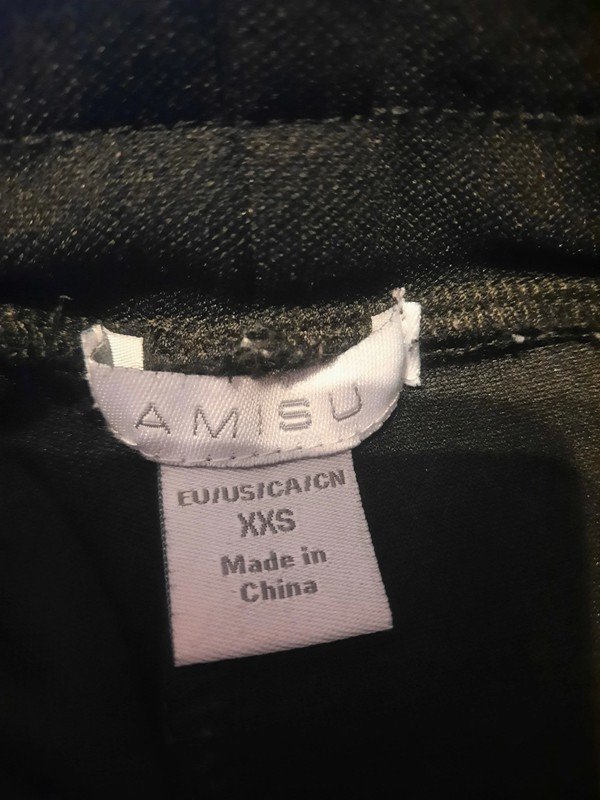 AMISU
EU/US/CA/CN
XXS
Made in
China